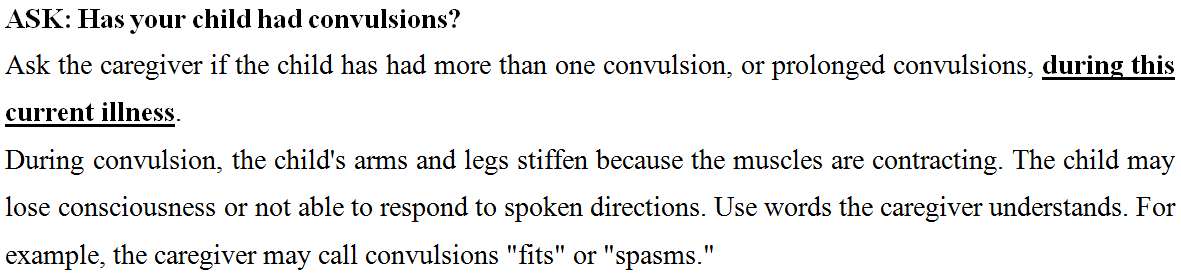 ASK: Has your child had convulsions?
Ask the caregiver if the child has had more than one convulsion, or prolonged convulsions, during this
current illness.
During convulsion, the child's arms and legs stiffen because the muscles are contracting. The child may
lose consciousness or not able to respond to spoken directions. Use words the caregiver understands. For
example, the caregiver may call convulsions "fits" or "spasms."